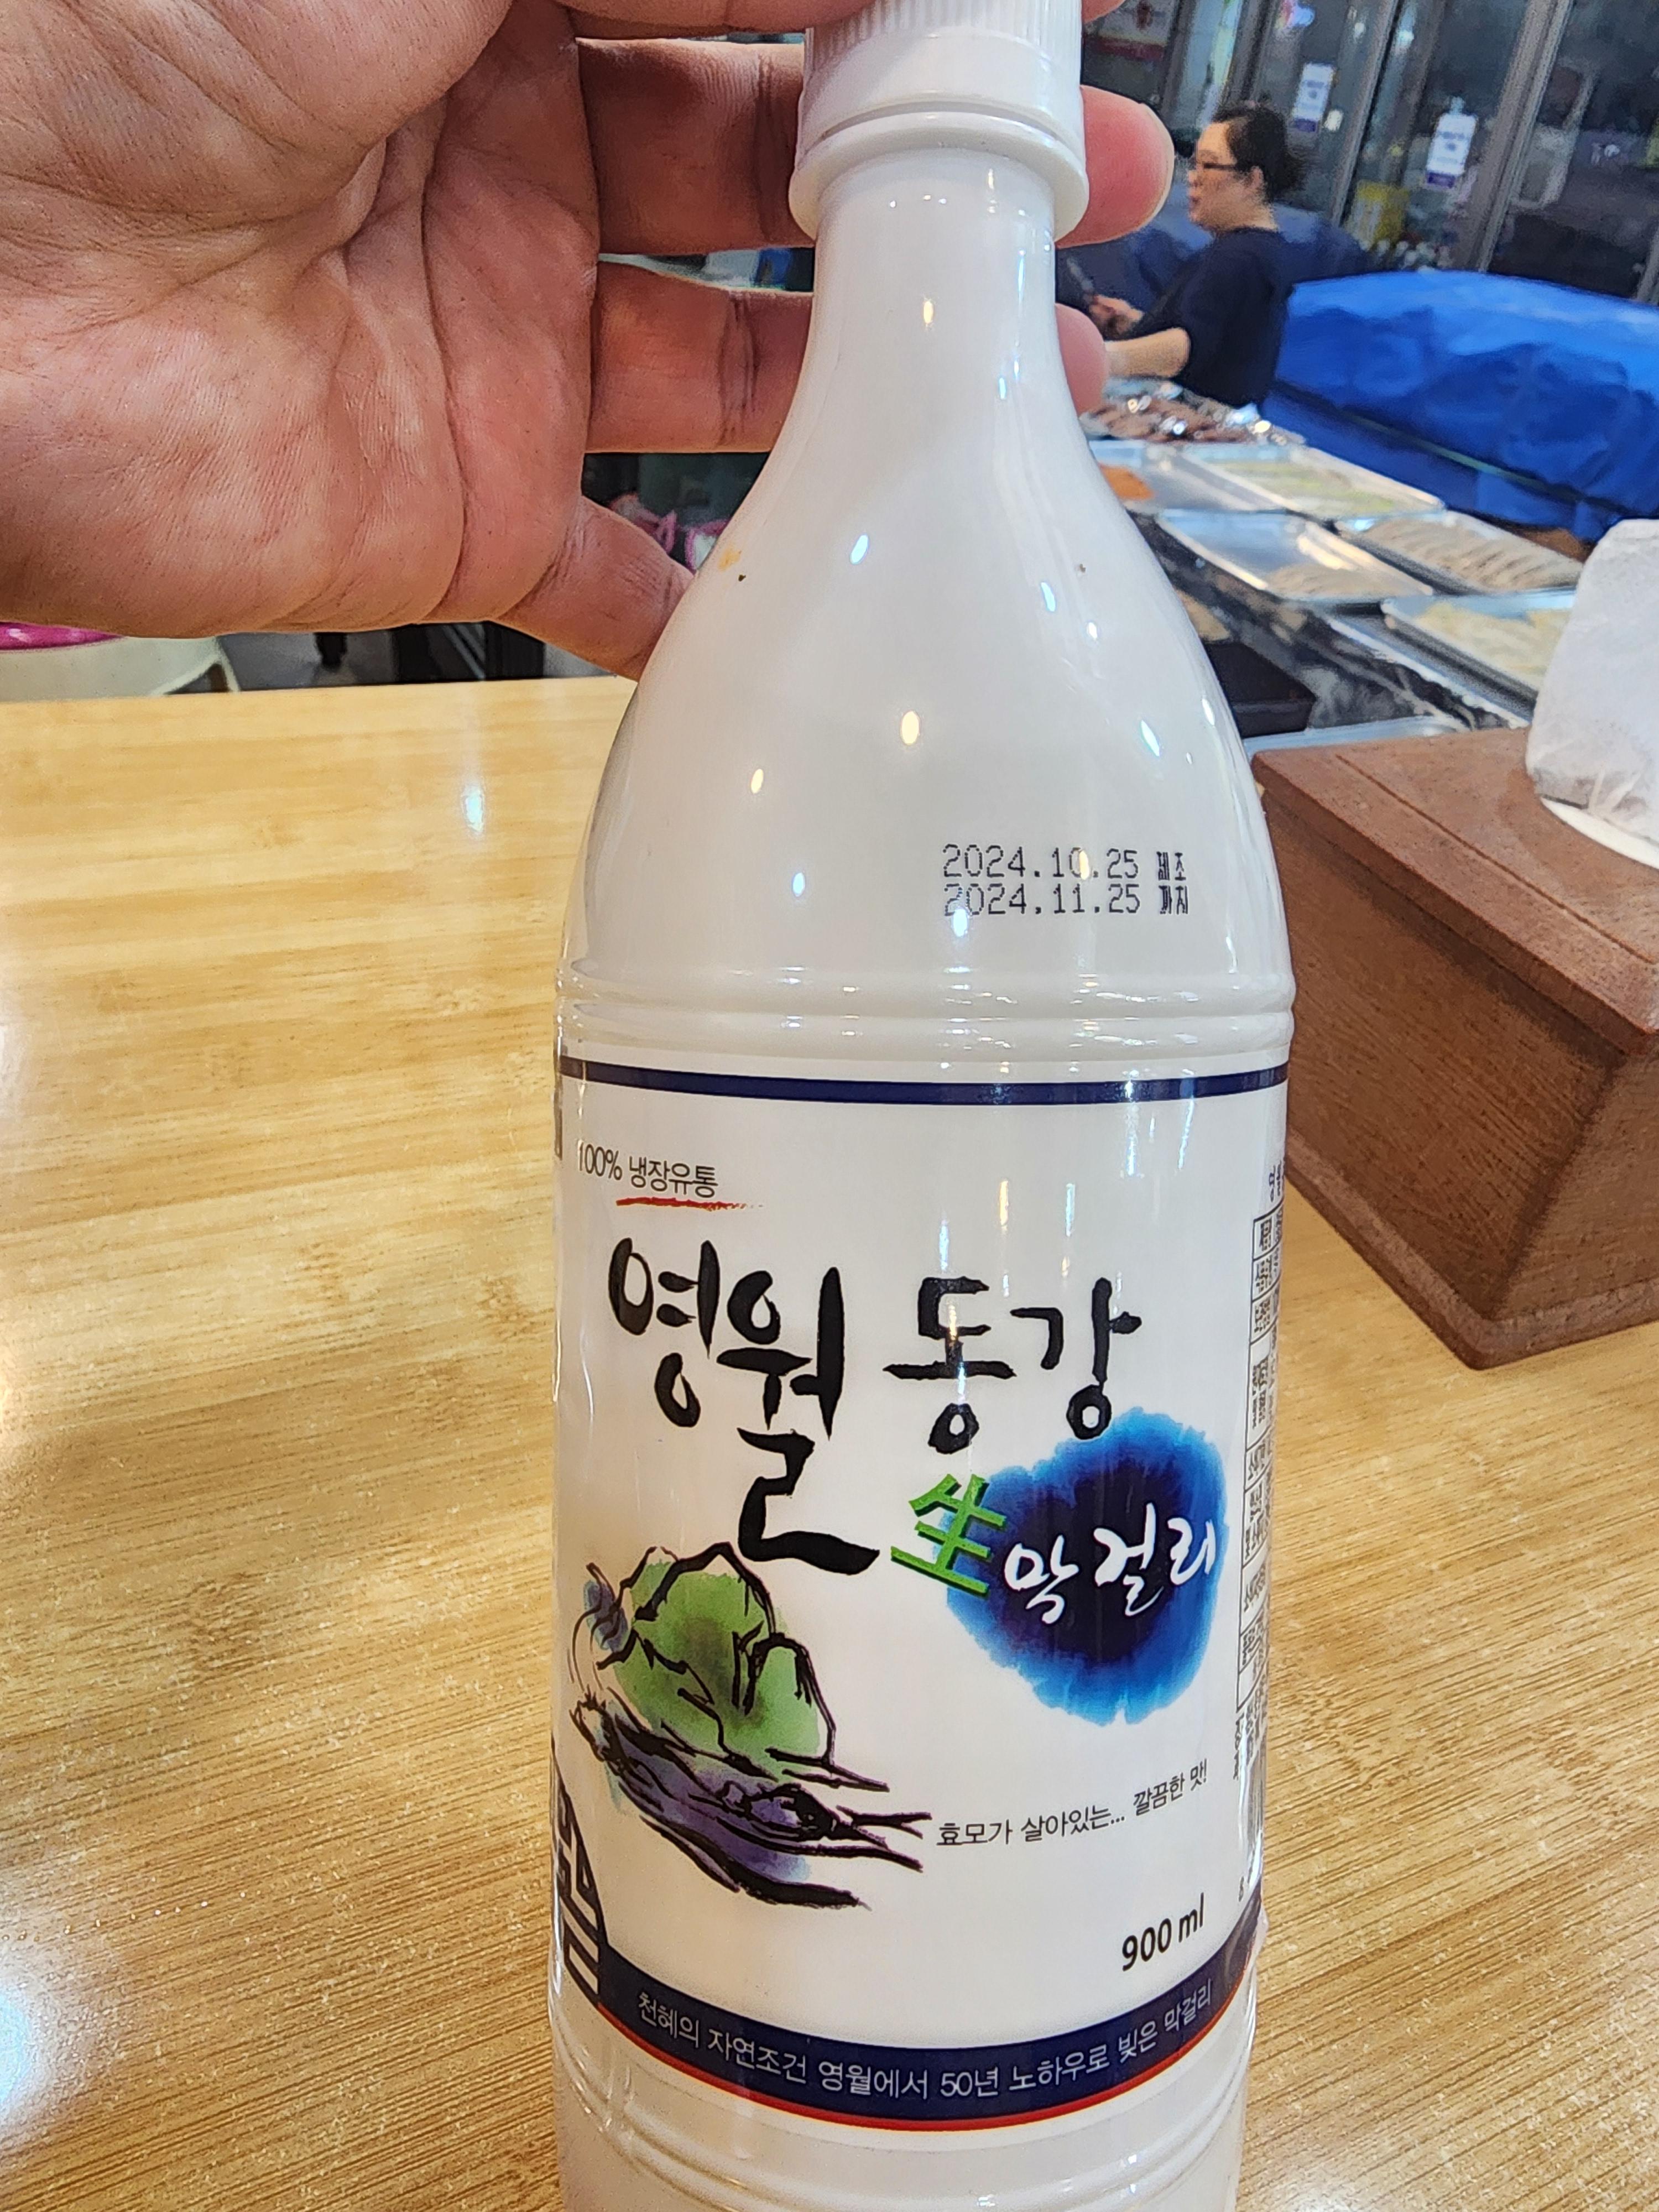 2024.10.25 제조
2024.11.25 까지
100% 냉장유통
영월 동강
生 막걸리
효모가 살아있는... 깔끔한 맛!
900 ml
천혜의 자연조건 영월에서 50년 노하우로 빚은 막걸리